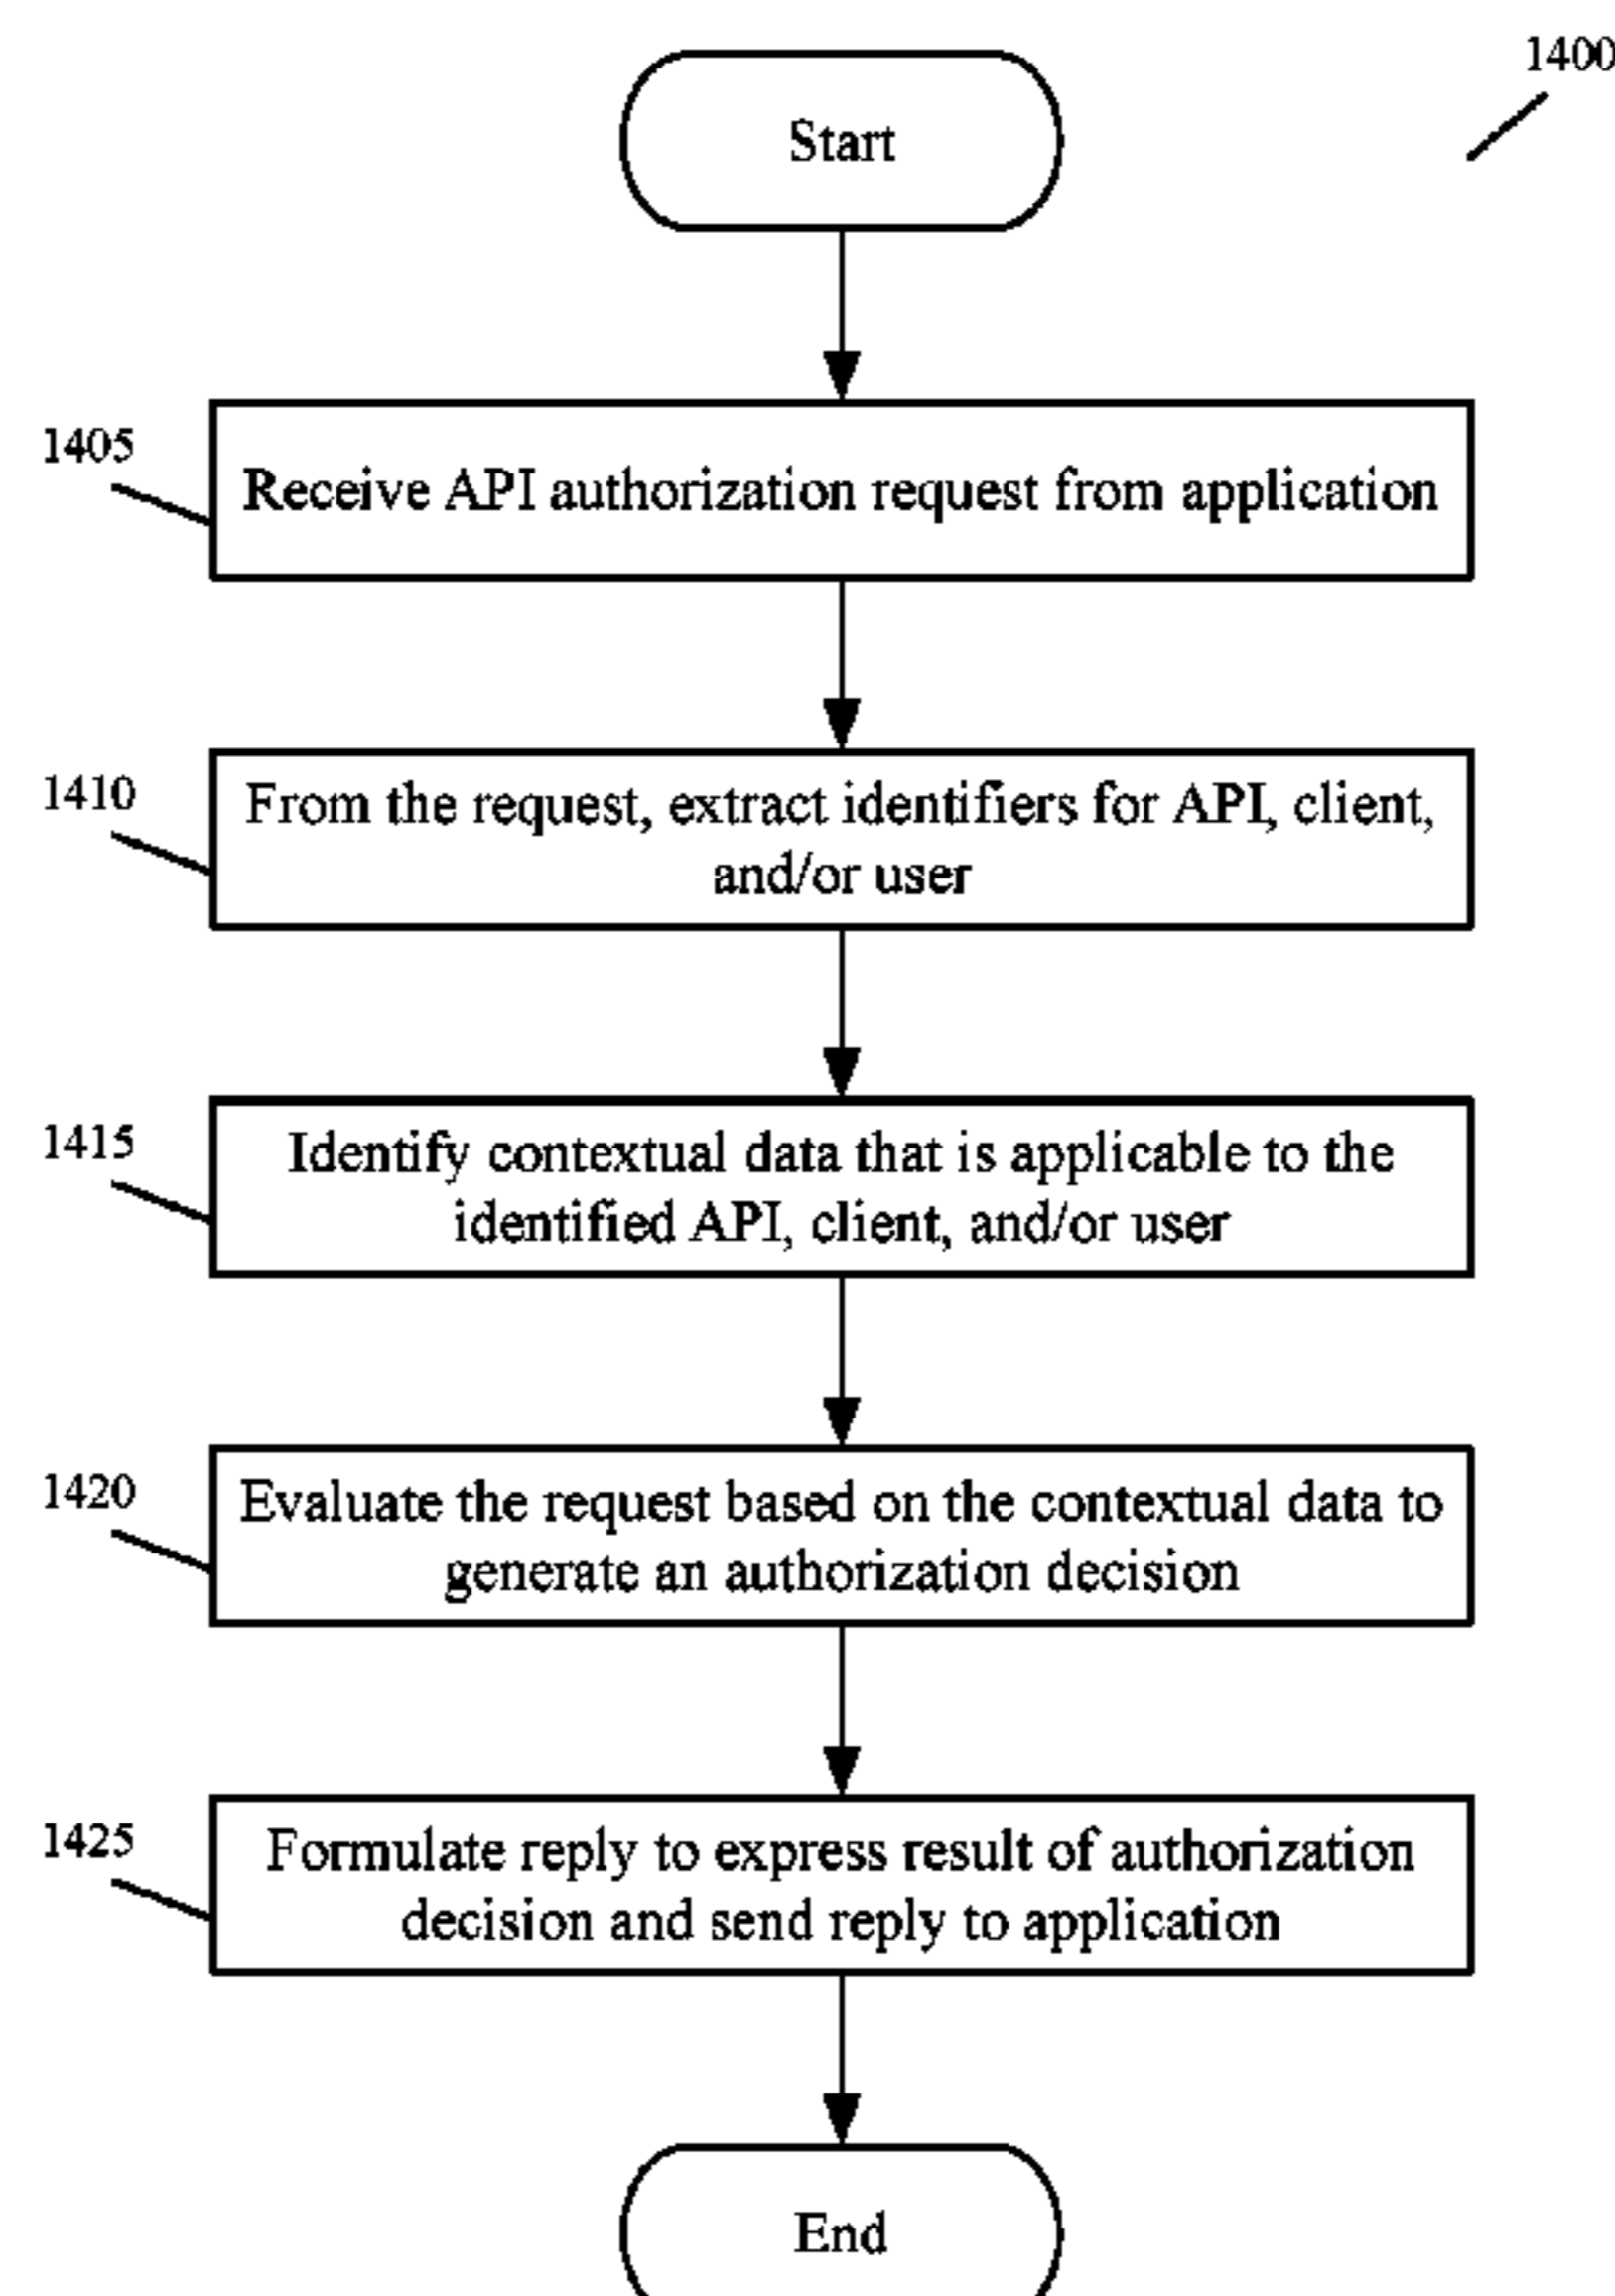 1400
Start
1405
Receive API authorization request from application
1410
From the request, extract identifiers for API, client,
and/or user
1415
Identify contextual data that is applicable to the
identified API, client, and/or user
1420
Evaluate the request based on the contextual data to
generate an authorization decision
1425
Formulate reply to express result of authorization
decision and send reply to application
End